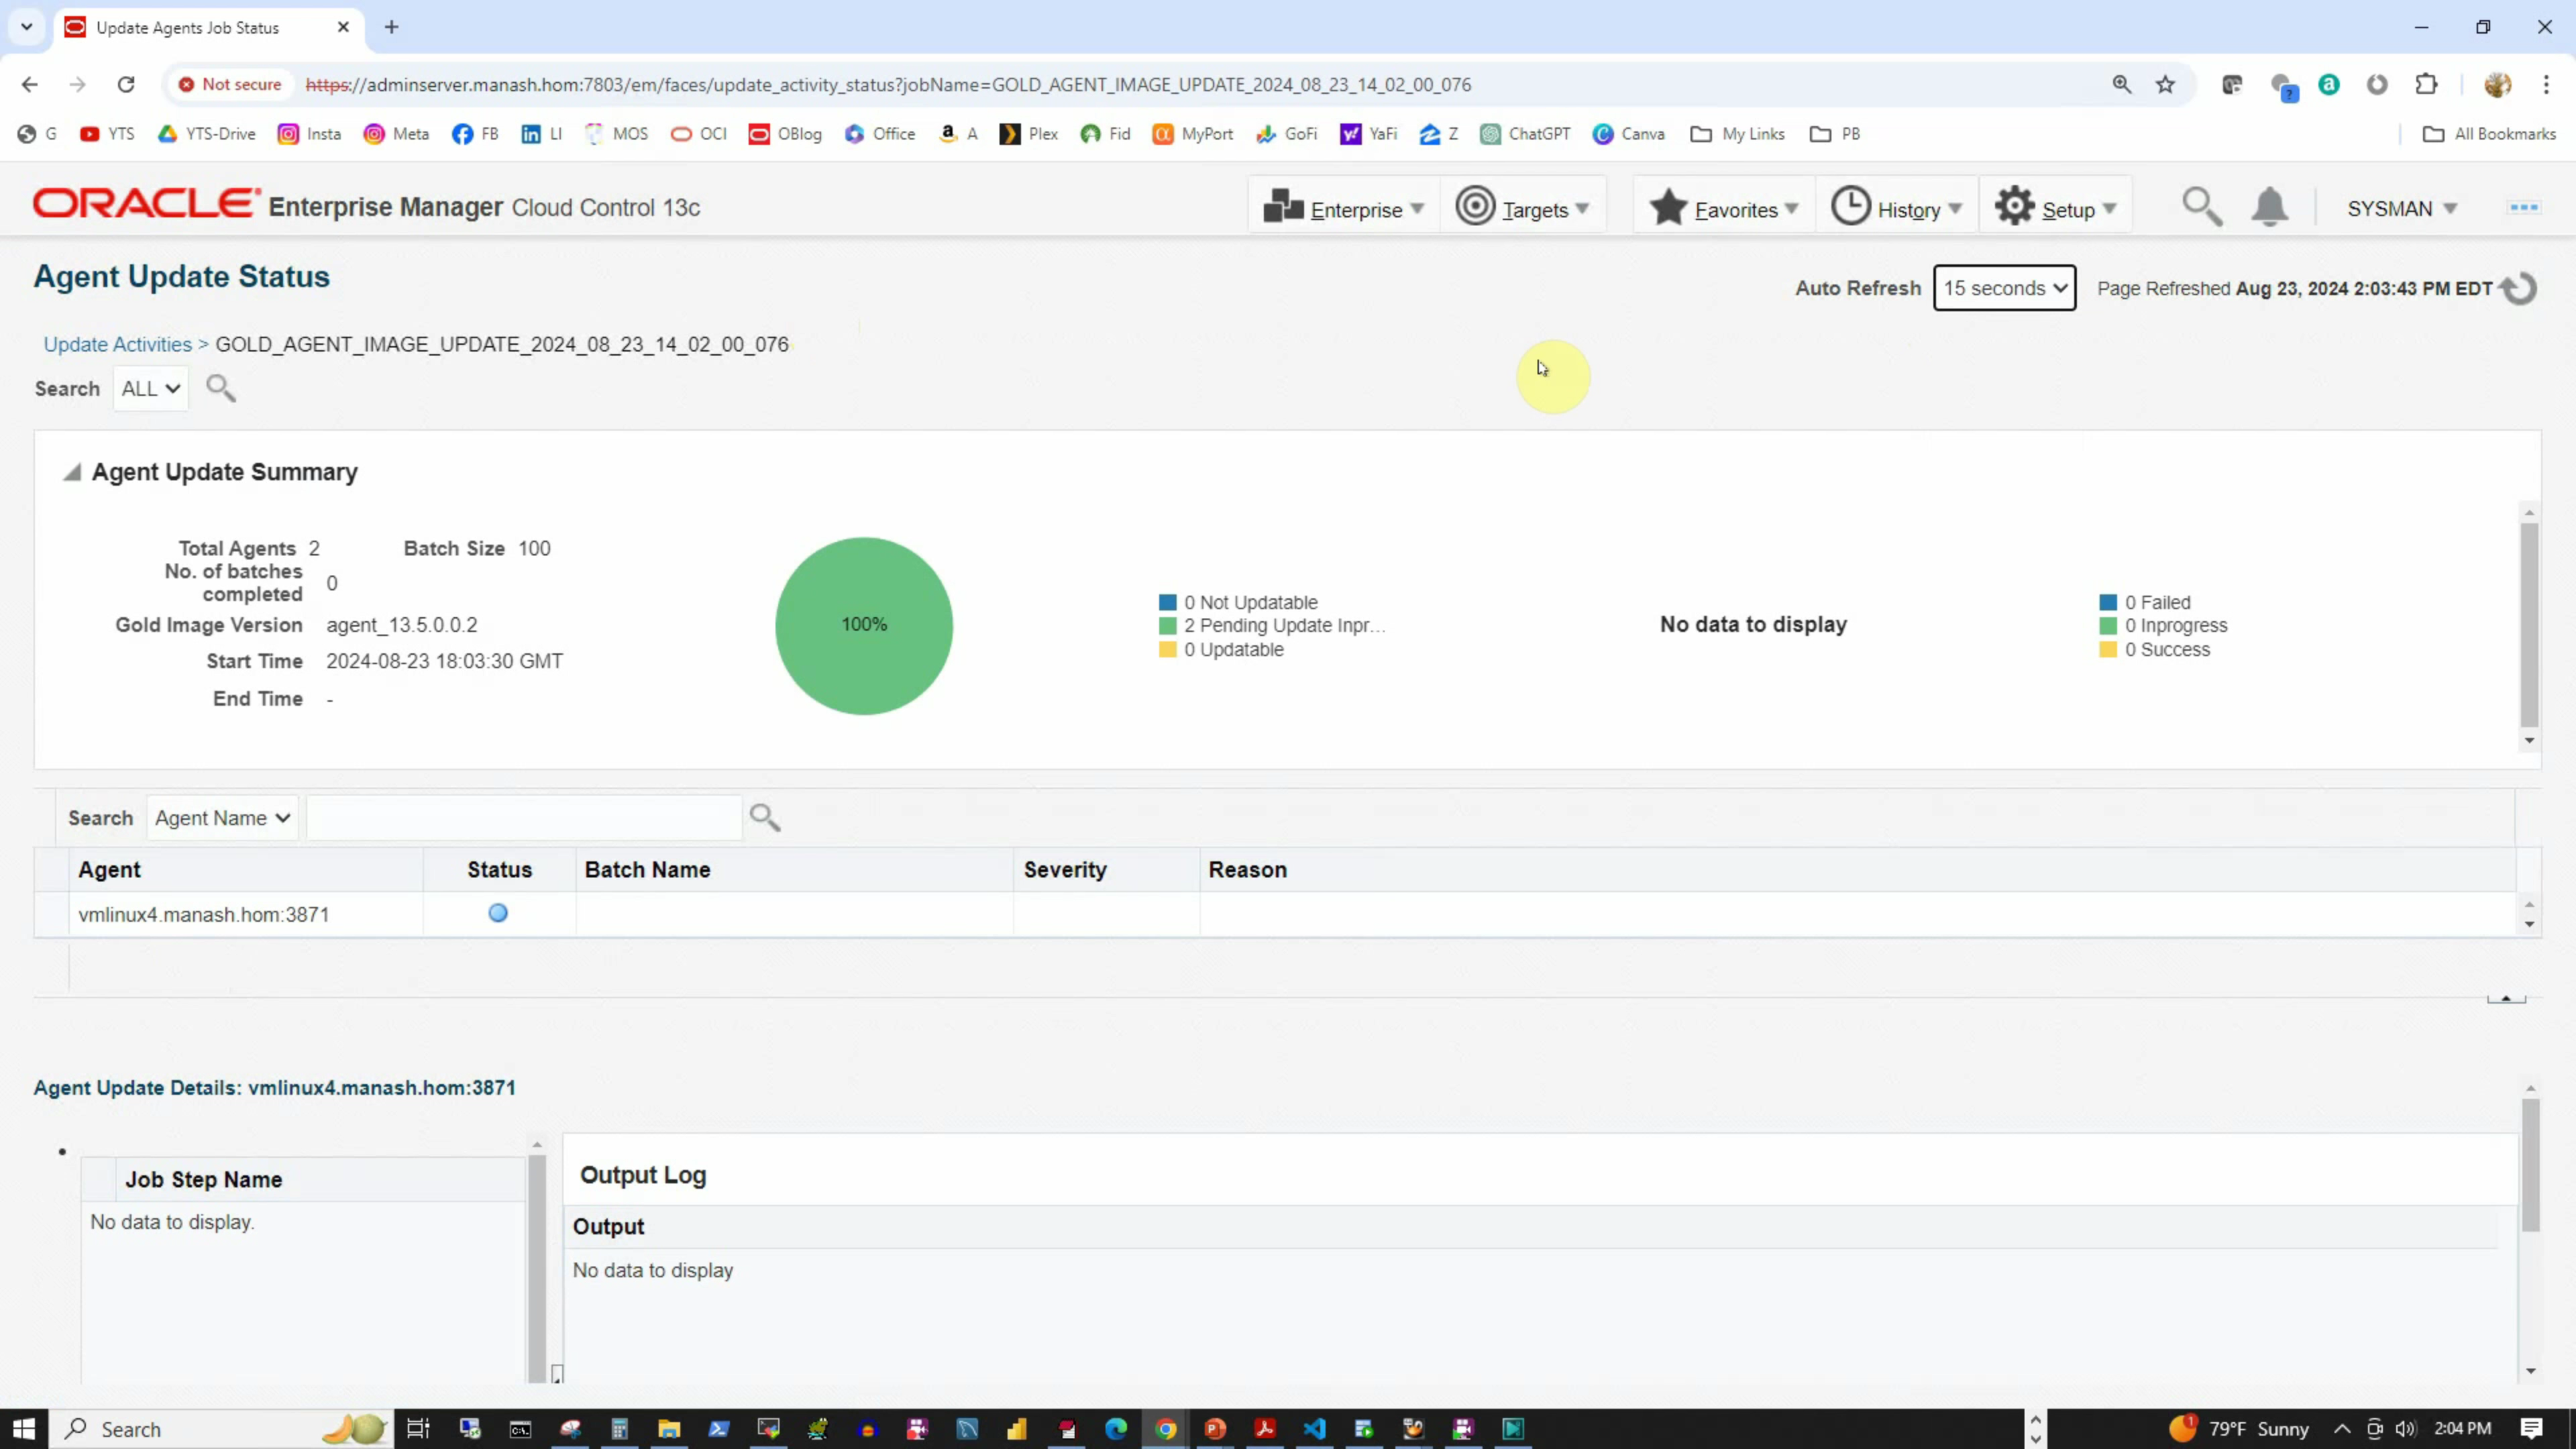 Update Agents Job Status
Not secure https://adminserver.manash.hom:7803/em/faces/update_activity_status?jobName=GOLD_AGENT_IMAGE_UPDATE_2024_08_23_14_02_00_076
G YTS YTS-Drive Insta Meta FB LI MOS OCI OBlog Office A Plex Fid MyPort GoFi YaFi Z ChatGPT Canva My Links PB All Bookmarks
ORACLE Enterprise Manager Cloud Control 13c Enterprise Targets Favorites History Setup SYSMAN
Agent Update Status
Auto Refresh 15 seconds Page Refreshed Aug 23, 2024 2:03:43 PM EDT
Update Activities > GOLD_AGENT_IMAGE_UPDATE_2024_08_23_14_02_00_076
Search ALL
Agent Update Summary
Total Agents 2 Batch Size 100
No. of batches completed 0
Gold Image Version agent_13.5.0.0.2
Start Time 2024-08-23 18:03:30 GMT
End Time -
100%
0 Not Updatable
2 Pending Update Inpr...
0 Updatable
No data to display
0 Failed
0 Inprogress
0 Success
Search Agent Name
Agent Status Batch Name Severity Reason
vmlinux4.manash.hom:3871
Agent Update Details: vmlinux4.manash.hom:3871
Job Step Name
No data to display.
Output Log
Output
No data to display
Search 79°F Sunny 2:04 PM